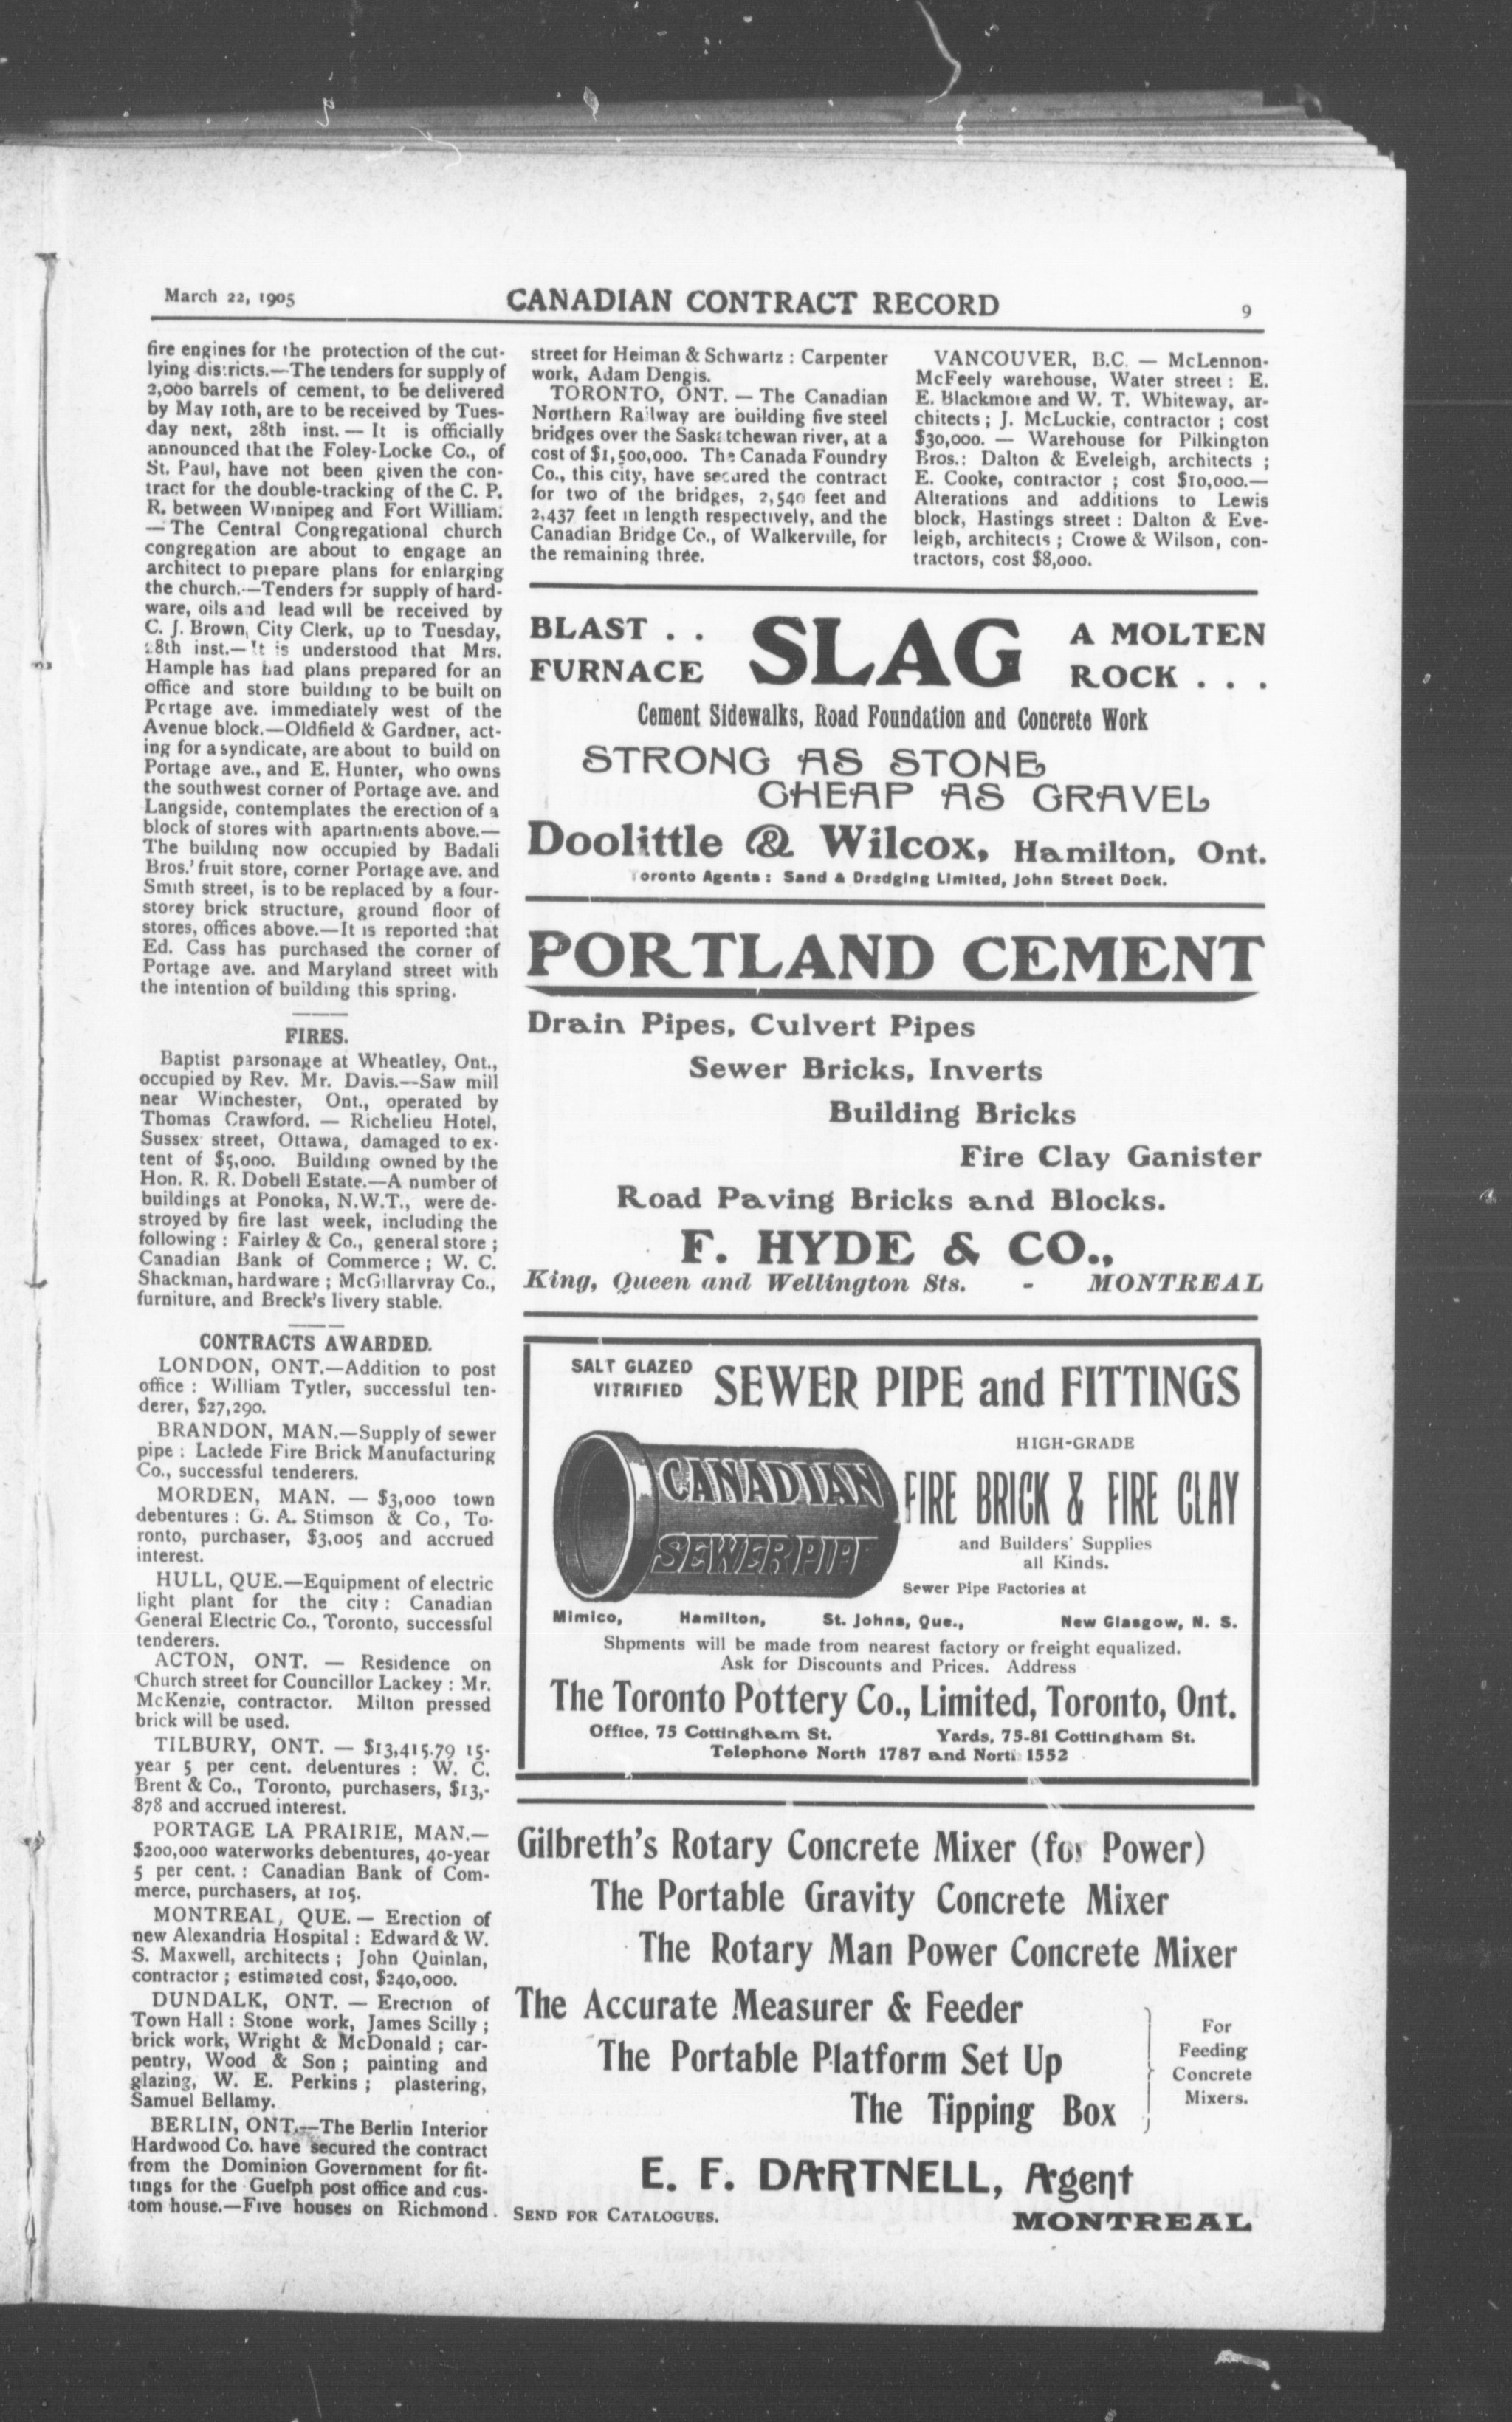 March 22, 1905
CANADIAN CONTRACT RECORD
9
fire engines for the protection of the out-
lying districts.—The tenders for supply of
2,000 barrels of cement, to be delivered
by May 10th, are to be received by Tues-
day next, 28th inst. — It is officially
announced that the Foley-Locke Co., of
St. Paul, have not been given the con-
tract for the double-tracking of the C. P.
R. between Winnipeg and Fort William.
— The Central Congregational church
congregation are about to engage an
architect to prepare plans for enlarging
the church.—Tenders for supply of hard-
ware, oils and lead will be received by
C. J. Brown, City Clerk, up to Tuesday,
28th inst.—It is understood that Mrs.
Hample has had plans prepared for an
office and store building to be built on
Portage ave. immediately west of the
Avenue block.—Oldfield & Gardner, act-
ing for a syndicate, are about to build on
Portage ave., and E. Hunter, who owns
the southwest corner of Portage ave. and
Langside, contemplates the erection of a
block of stores with apartments above.—
The building now occupied by Badali
Bros.' fruit store, corner Portage ave. and
Smith street, is to be replaced by a four-
storey brick structure, ground floor of
stores, offices above.—It is reported that
Ed. Cass has purchased the corner of
Portage ave. and Maryland street with
the intention of building this spring.
FIRES.
Baptist parsonage at Wheatley, Ont.,
occupied by Rev. Mr. Davis.—Saw mill
near Winchester, Ont., operated by
Thomas Crawford. — Richelieu Hotel,
Sussex street, Ottawa, damaged to ex-
tent of $5,000. Building owned by the
Hon. R. R. Dobell Estate.—A number of
buildings at Ponoka, N.W.T., were de-
stroyed by fire last week, including the
following : Fairley & Co., general store ;
Canadian Bank of Commerce ; W. C.
Shackman, hardware ; McGillarvray Co.,
furniture, and Breck's livery stable.
CONTRACTS AWARDED.
LONDON, ONT.—Addition to post
office : William Tytler, successful ten-
derer, $27,290.
BRANDON, MAN.—Supply of sewer
pipe : Laclede Fire Brick Manufacturing
Co., successful tenderers.
MORDEN, MAN. — $3,000 town
debentures : G. A. Stimson & Co, To-
ronto, purchaser, $3,005 and accrued
interest.
HULL, QUE.—Equipment of electric
light plant for the city : Canadian
General Electric Co., Toronto, successful
tenderers.
ACTON, ONT. — Residence on
Church street for Councillor Lackey : Mr.
McKenzie, contractor. Milton pressed
brick will be used.
TILBURY, ONT. — $13,415.79 15-
year 5 per cent. debentures : W. C.
Brent & Co., Toronto, purchasers, $13,-
878 and accrued interest.
PORTAGE LA PRAIRIE, MAN.—
$200,000 waterworks debentures, 40-year
5 per cent. : Canadian Bank of Com-
merce, purchasers, at 105.
MONTREAL, QUE. — Erection of
new Alexandria Hospital : Edward & W.
S. Maxwell, architects ; John Quinlan,
contractor ; estimated cost, $240,000.
DUNDALK, ONT. — Erection of
Town Hall : Stone work, James Scilly ;
brick work, Wright & McDonald ; car-
pentry, Wood & Son ; painting and
glazing, W. E. Perkins ; plastering,
Samuel Bellamy.
BERLIN, ONT.—The Berlin Interior
Hardwood Co. have secured the contract
from the Dominion Government for fit-
tings for the Guelph post office and cus-
tom house.—Five houses on Richmond
street for Heiman & Schwartz : Carpenter
work, Adam Dengis.
TORONTO, ONT. — The Canadian
Northern Railway are building five steel
bridges over the Saskatchewan river, at a
cost of $1,500,000. The Canada Foundry
Co., this city, have secured the contract
for two of the bridges, 2,540 feet and
2,437 feet in length respectively, and the
Canadian Bridge Co., of Walkerville, for
the remaining three.
VANCOUVER, B.C. — McLennon-
McFeely warehouse, Water street : E.
E. Blackmore and W. T. Whiteway, ar-
chitects ; J. McLuckie, contractor ; cost
$30,000. — Warehouse for Pilkington
Bros.: Dalton & Eveleigh, architects ;
E. Cooke, contractor ; cost $10,000.—
Alterations and additions to Lewis
block, Hastings street : Dalton & Eve-
leigh, architects ; Crowe & Wilson, con-
tractors, cost $8,000.
BLAST . .
FURNACE
SLAG
A MOLTEN
ROCK . . .
Cement Sidewalks, Road Foundation and Concrete Work
STRONG AS STONE
CHEAP AS GRAVEL
Doolittle & Wilcox, Hamilton, Ont.
Toronto Agents : Sand & Dredging Limited, John Street Dock.
PORTLAND CEMENT
Drain Pipes, Culvert Pipes
Sewer Bricks, Inverts
Building Bricks
Fire Clay Ganister
Road Paving Bricks and Blocks.
F. HYDE & CO.,
King, Queen and Wellington Sts. - MONTREAL
SALT GLAZED
VITRIFIED
SEWER PIPE and FITTINGS
CANADIAN
SEWER PIPE
HIGH-GRADE
FIRE BRICK & FIRE CLAY
and Builders' Supplies
all Kinds.
Sewer Pipe Factories at
Mimico, Hamilton, St. Johns, Que., New Glasgow, N. S.
Shpments will be made from nearest factory or freight equalized.
Ask for Discounts and Prices. Address
The Toronto Pottery Co., Limited, Toronto, Ont.
Office, 75 Cottingham St. Yards, 75-81 Cottingham St.
Telephone North 1787 and North 1552
Gilbreth's Rotary Concrete Mixer (for Power)
The Portable Gravity Concrete Mixer
The Rotary Man Power Concrete Mixer
The Accurate Measurer & Feeder
The Portable Platform Set Up
The Tipping Box
For
Feeding
Concrete
Mixers.
E. F. DARTNELL, Agent
SEND FOR CATALOGUES.
MONTREAL